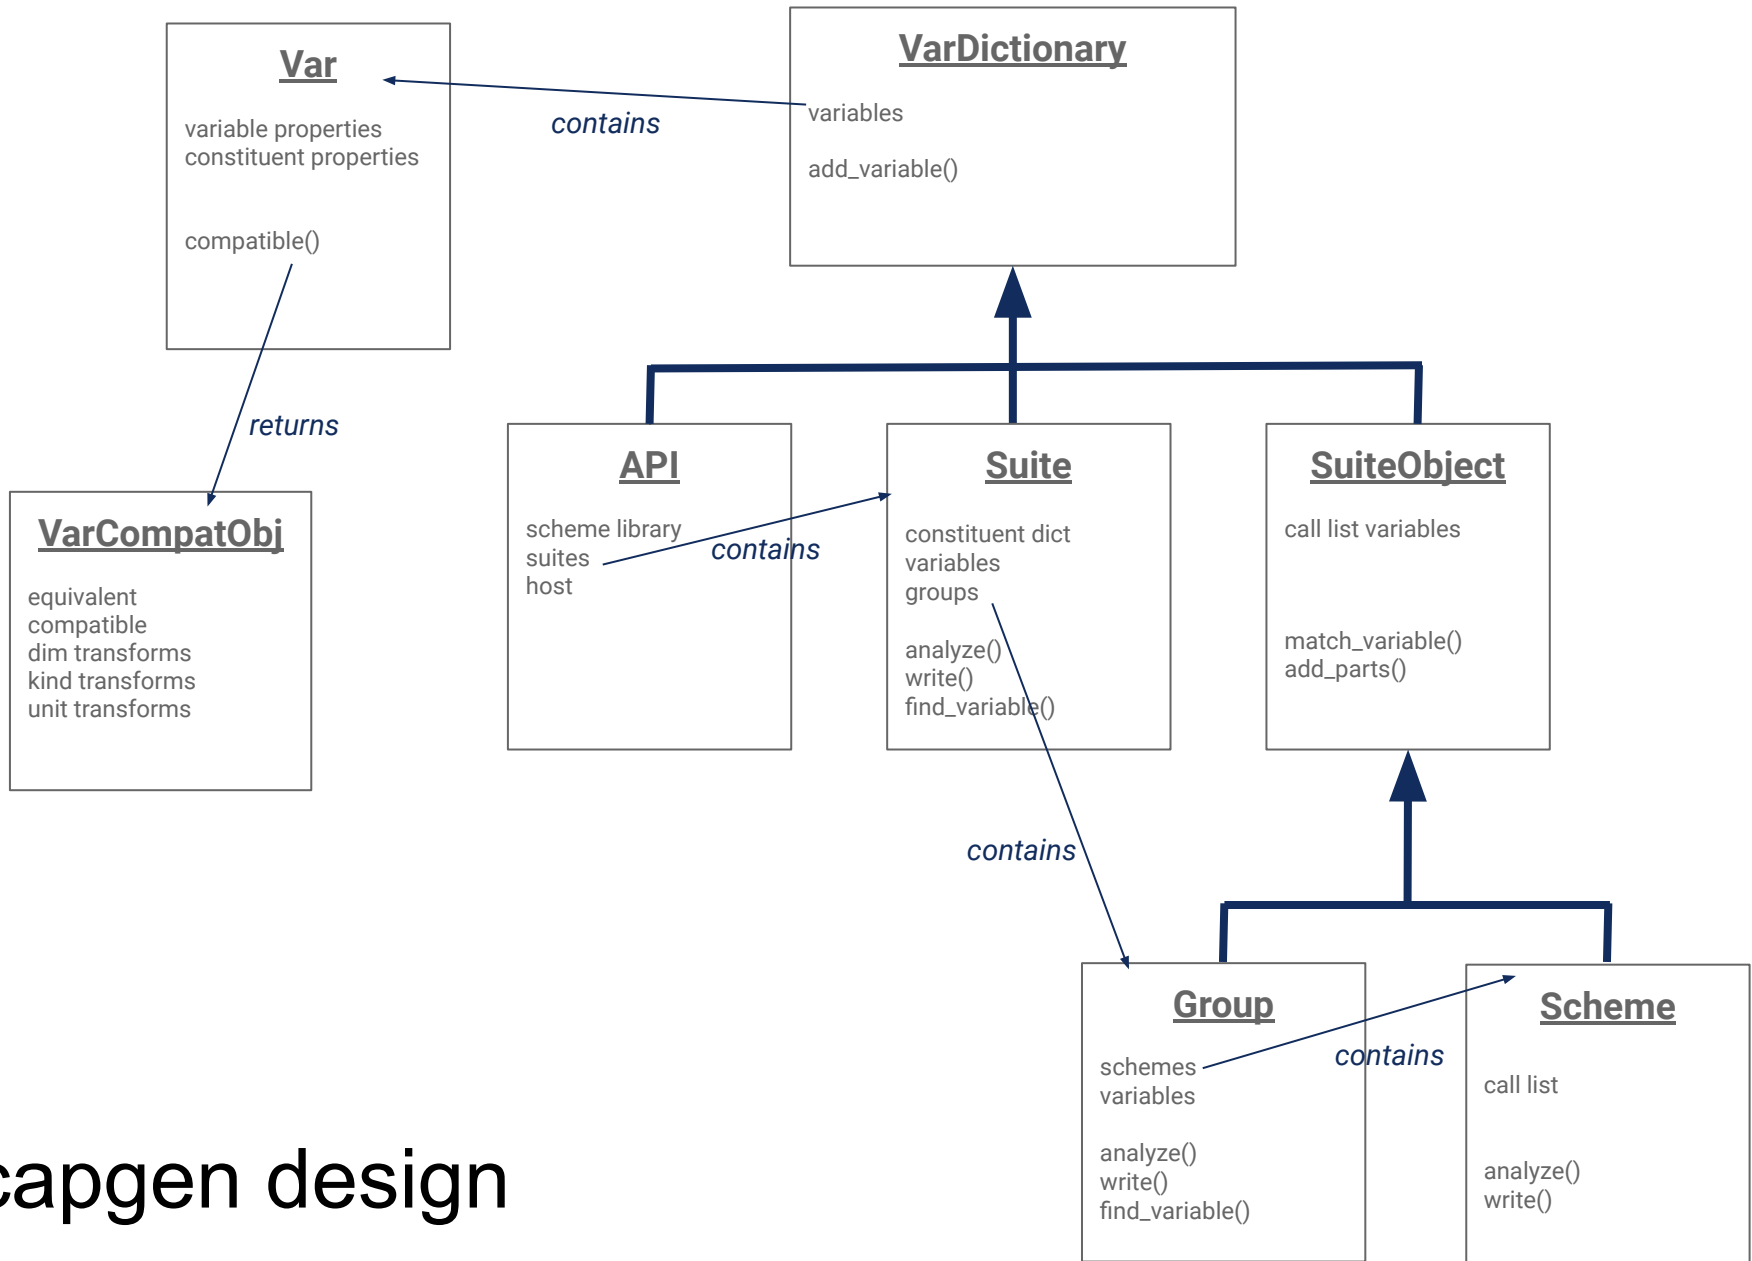 Var
variable properties
constituent properties
compatible()
contains
VarDictionary
variables
add_variable()
returns
VarCompatObj
equivalent
compatible
dim transforms
kind transforms
unit transforms
API
scheme library
suites
host
contains
Suite
constituent dict
variables
groups
analyze()
write()
find_variable()
SuiteObject
call list variables
match_variable()
add_parts()
contains
Group
schemes
variables
analyze()
write()
find_variable()
contains
Scheme
call list
analyze()
write()
capgen design